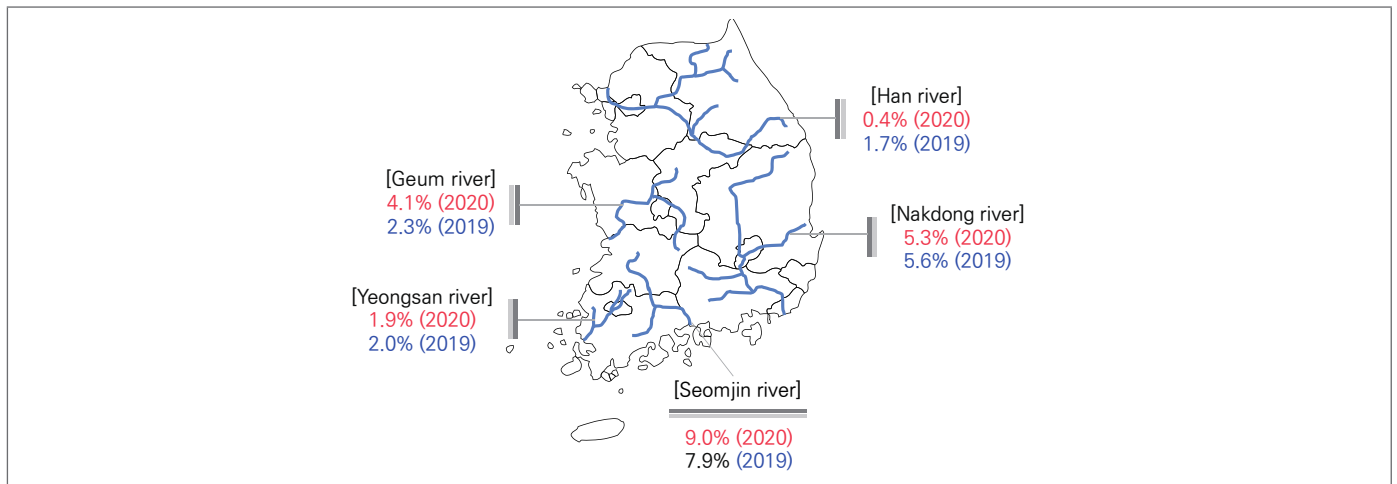 [Han river]
0.4% (2020)
1.7% (2019)
[Geum river]
4.1% (2020)
2.3% (2019)
[Nakdong river]
5.3% (2020)
5.6% (2019)
[Yeongsan river]
1.9% (2020)
2.0% (2019)
[Seomjin river]
9.0% (2020)
7.9% (2019)